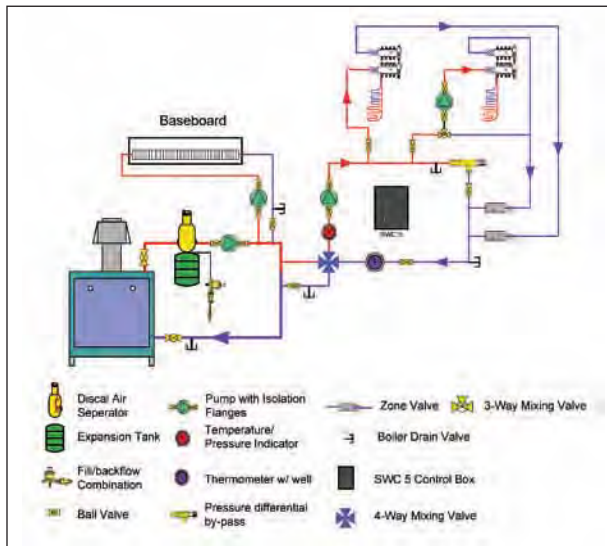 Baseboard
SWC 5
Discal Air
Seperator
Pump with Isolation
Flanges
Zone Valve
3-Way Mixing Valve
Expansion Tank
Temperature/
Pressure Indicator
Boiler Drain Valve
Fill/backflow
Combination
Thermometer w/ well
SWC 5 Control Box
Ball Valve
Pressure differential
by-pass
4-Way Mixing Valve